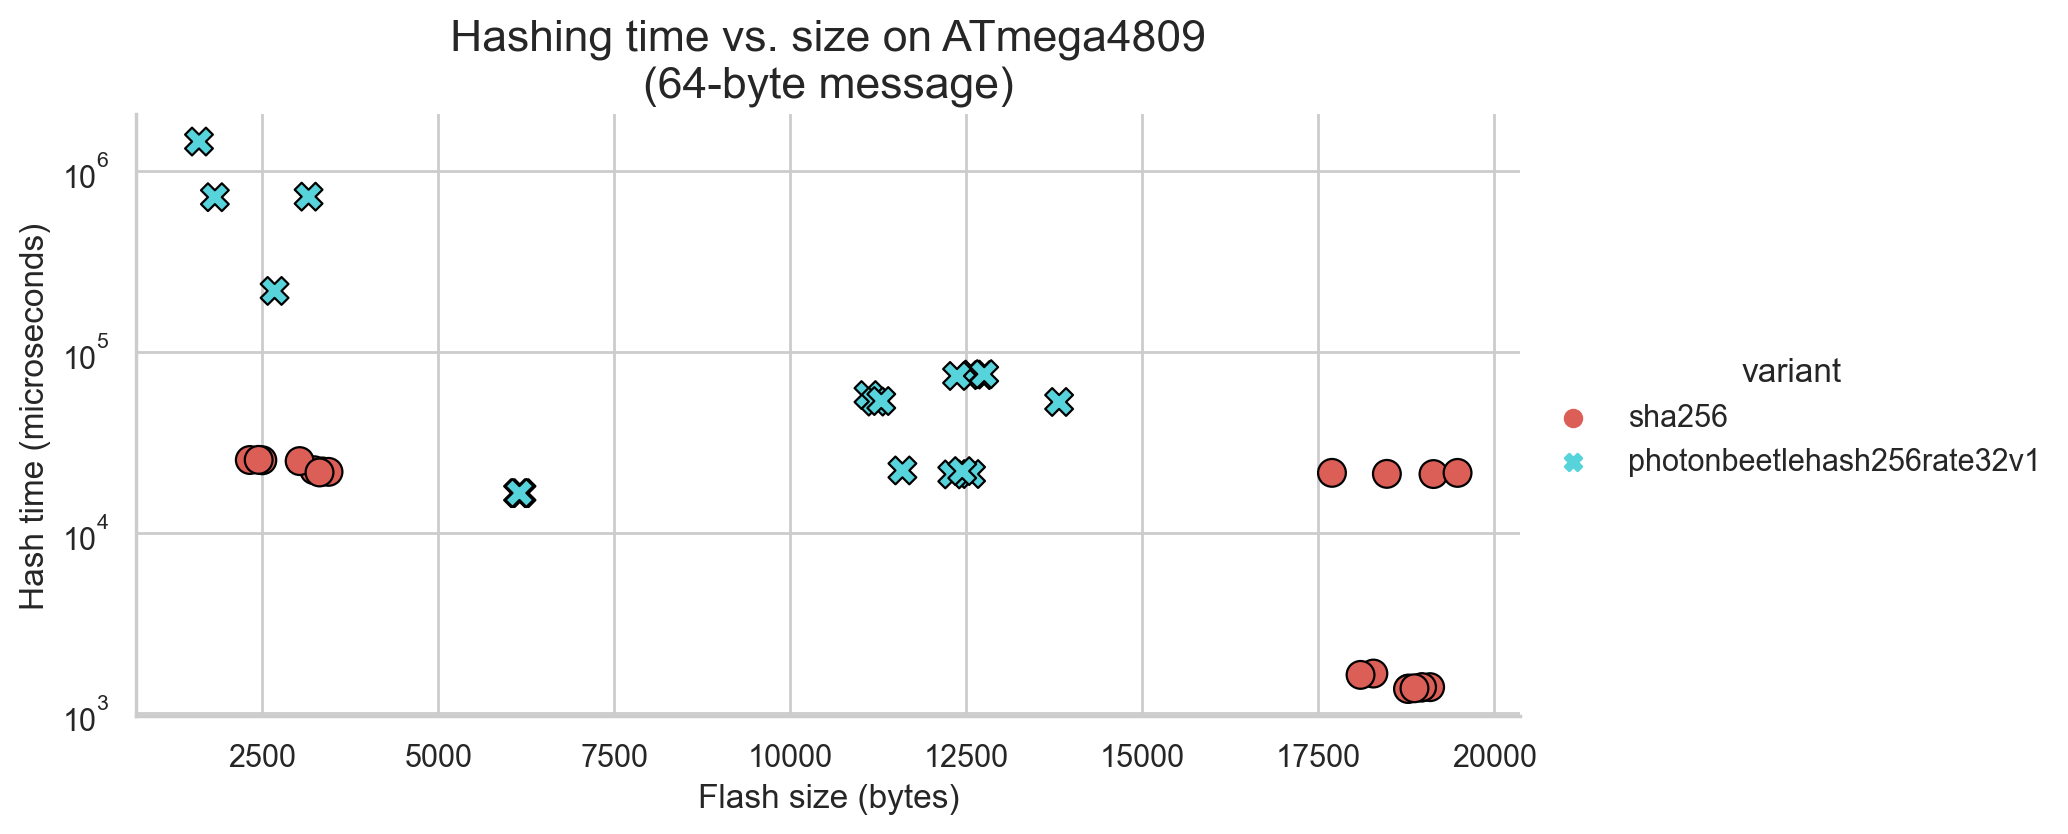 Hashing time vs. size on ATmega4809
(64-byte message)
Hash time (microseconds)
10^6
10^5
10^4
10^3
2500 5000 7500 10000 12500 15000 17500 20000
Flash size (bytes)
variant
sha256
photonbeetlehash256rate32v1